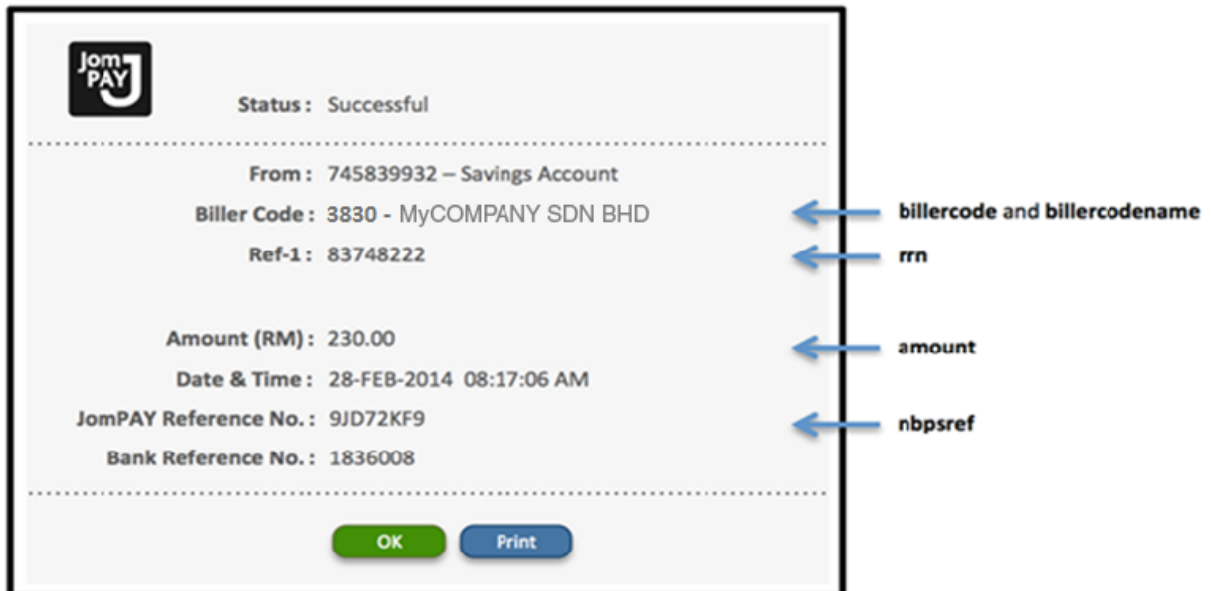 Jom
PAY
Status : Successful
From : 745839932 – Savings Account
Biller Code : 3830 - MyCOMPANY SDN BHD
billercode and billercodename
Ref-1 : 83748222
rrn
Amount (RM) : 230.00
amount
Date & Time : 28-FEB-2014 08:17:06 AM
JomPAY Reference No. : 9JD72KF9
nbpsref
Bank Reference No. : 1836008
OK
Print